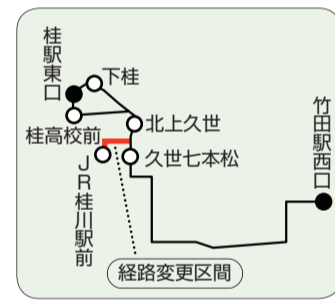 桂駅東口
下桂
桂高校前
北上久世
久世七本松
JR桂川駅前
竹田駅西口
経路変更区間